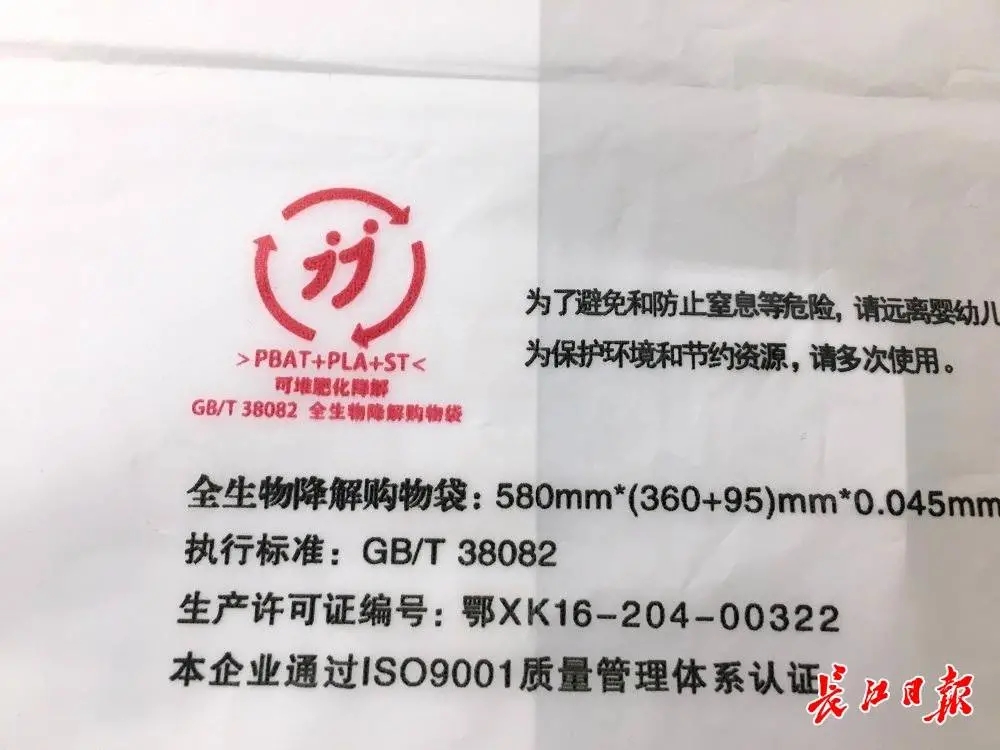 >PBAT+PLA+ST<
可堆肥化降解
GB/T 38082 全生物降解购物袋
为了避免和防止窒息等危险，请远离婴幼儿
为保护环境和节约资源，请多次使用。
全生物降解购物袋：580mm*(360+95)mm*0.045mm
执行标准：GB/T 38082
生产许可证编号：鄂XK16-204-00322
本企业通过ISO9001质量管理体系认证
长江日报